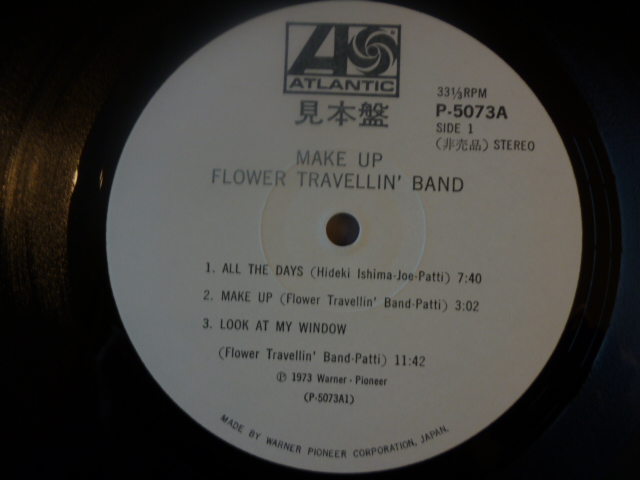 ATLANTIC
見本盤
33⅓RPM
P-5073A
SIDE 1
(非売品) STEREO
MAKE UP
FLOWER TRAVELLIN' BAND
1. ALL THE DAYS (Hideki Ishima-Joe-Patti) 7:40
2. MAKE UP (Flower Travellin' Band-Patti) 3:02
3. LOOK AT MY WINDOW
(Flower Travellin' Band-Patti) 11:42
Ⓟ 1973 Warner - Pioneer
(P-5073A1)
MADE BY WARNER PIONEER CORPORATION, JAPAN.